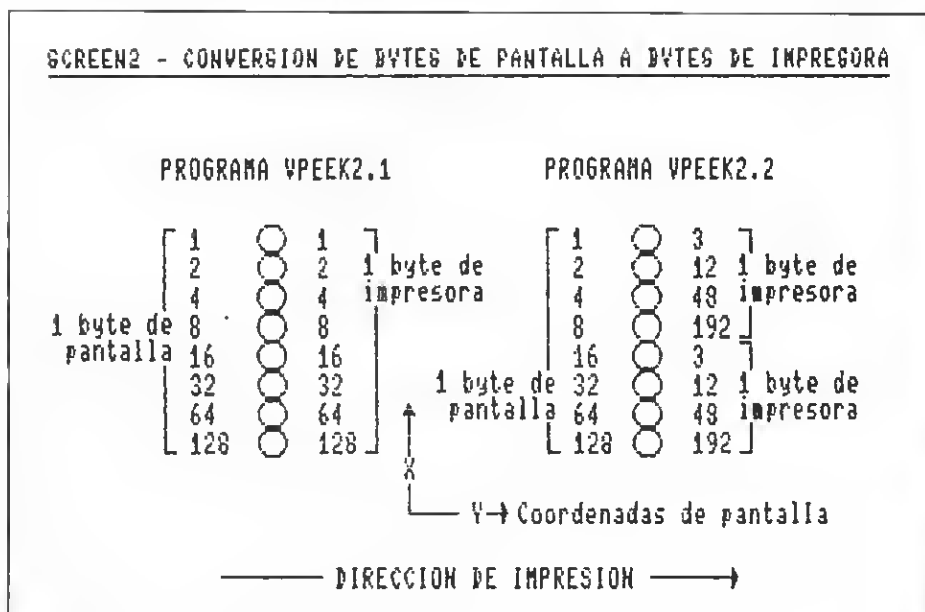 SCREEN2 - CONVERSION DE BYTES DE PANTALLA A BYTES DE IMPRESORA
PROGRAMA VPEEK2.1 PROGRAMA VPEEK2.2
1 1 1 3
2 2 1 byte de 2 12 1 byte de
4 4 impresora 4 48 impresora
1 byte de 8 8 8 192
pantalla 16 16 16 3
32 32 1 byte de 32 12 1 byte de
64 64 pantalla 64 48 impresora
128 128 128 192
X
Y Coordenadas de pantalla
DIRECCION DE IMPRESION